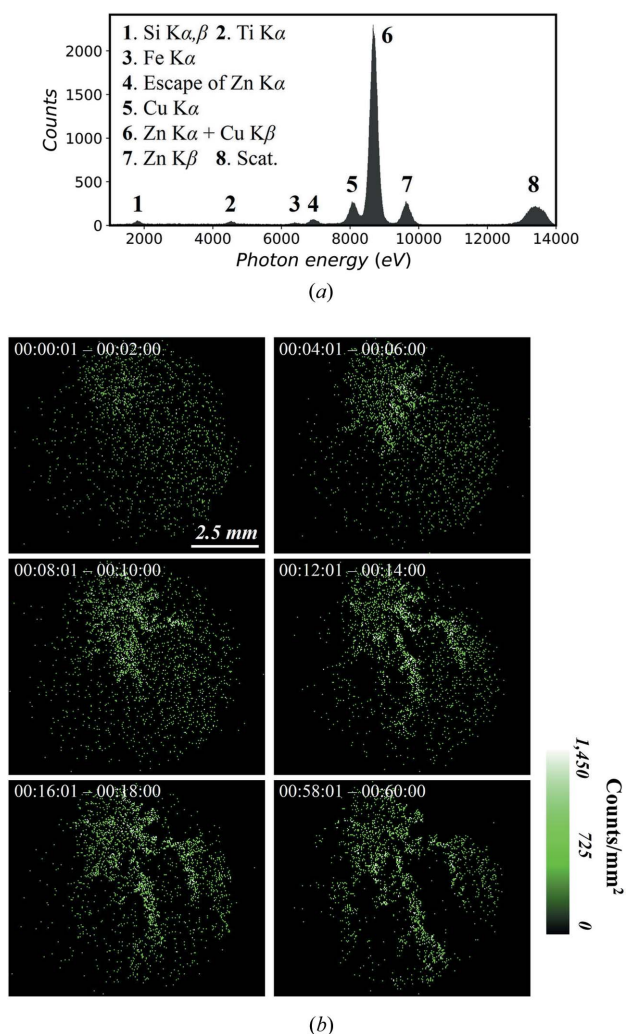 2000
1500
1000
500
0
Counts
1. Si Kα,β 2. Ti Kα
3. Fe Kα
4. Escape of Zn Kα
5. Cu Kα
6. Zn Kα + Cu Kβ
7. Zn Kβ 8. Scat.
1
2
3
4
5
6
7
8
2000 4000 6000 8000 10000 12000 14000
Photon energy (eV)
(a)
00:00:01 – 00:02:00
2.5 mm
00:04:01 – 00:06:00
00:08:01 – 00:10:00
00:12:01 – 00:14:00
00:16:01 – 00:18:00
00:58:01 – 00:60:00
1,450
725
0
Counts/mm²
(b)